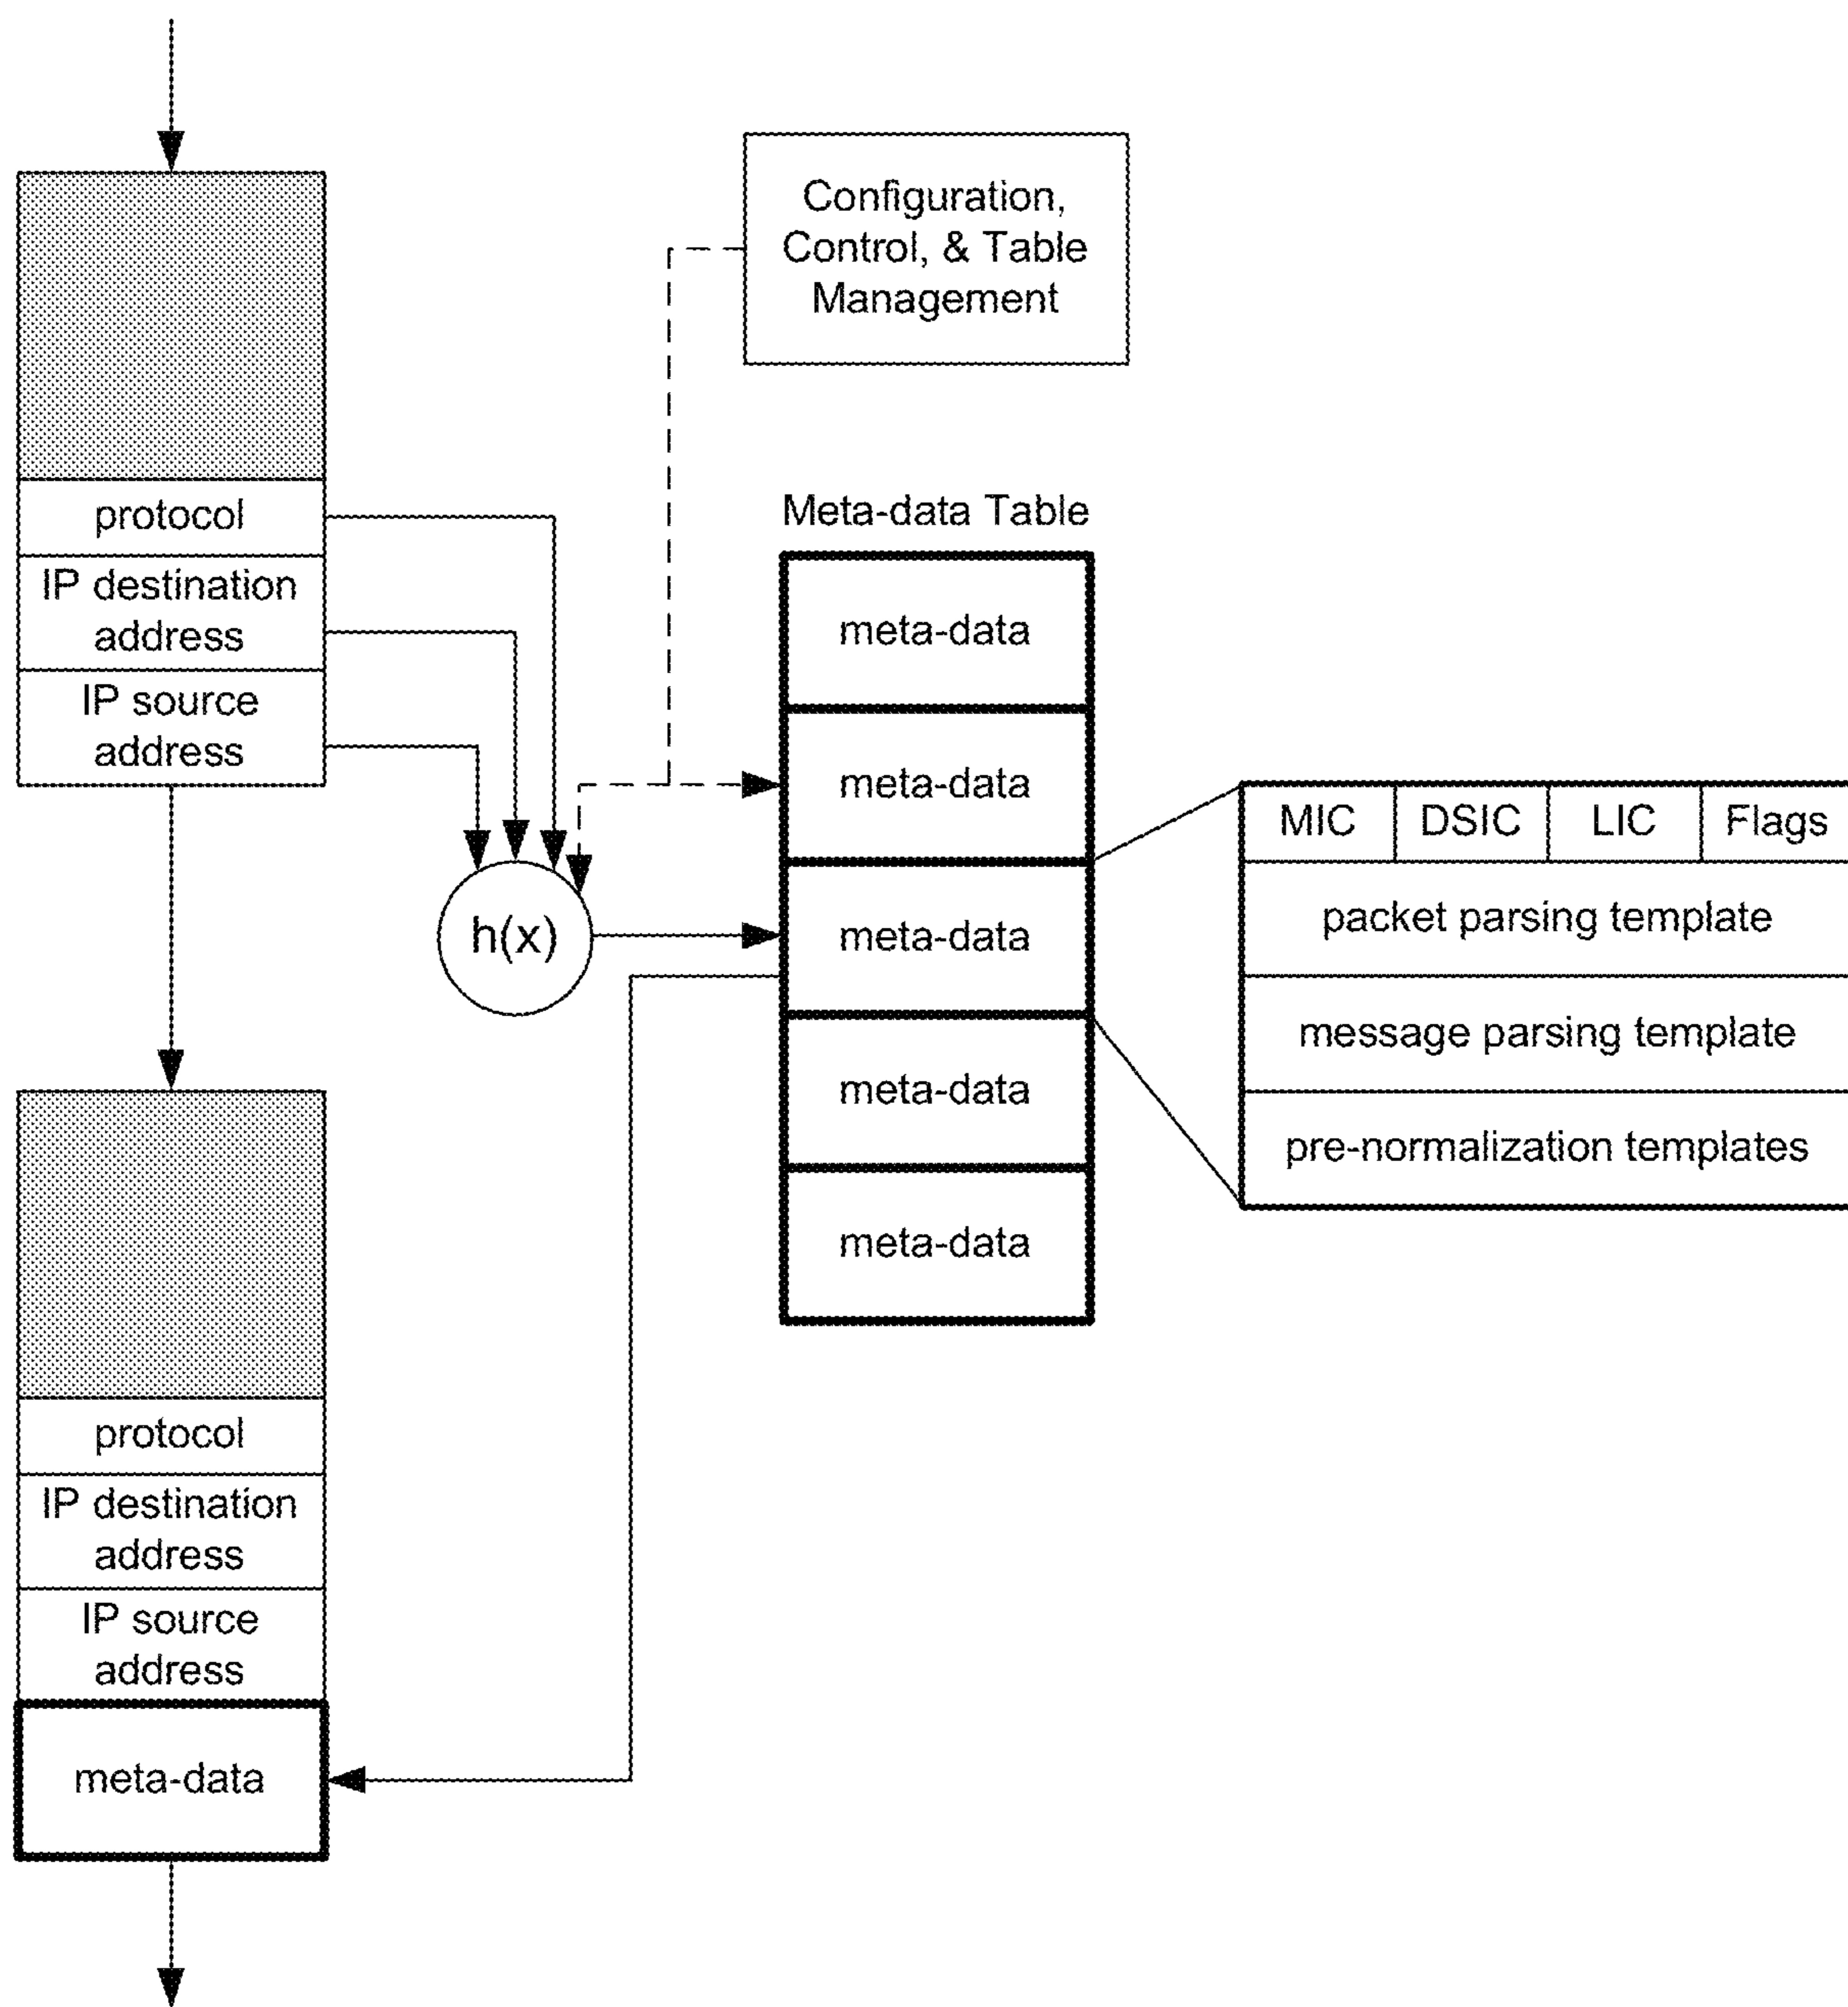 Configuration,
Control, & Table
Management
protocol
IP destination
address
IP source
address
h(x)
Meta-data Table
meta-data
meta-data
meta-data
meta-data
meta-data
MIC DSIC LIC Flags
packet parsing template
message parsing template
pre-normalization templates
protocol
IP destination
address
IP source
address
meta-data